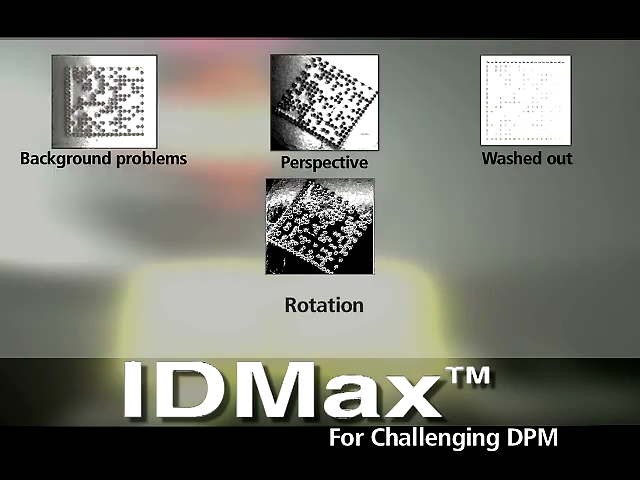 Background problems
Perspective
Washed out
Rotation
IDMax™
For Challenging DPM